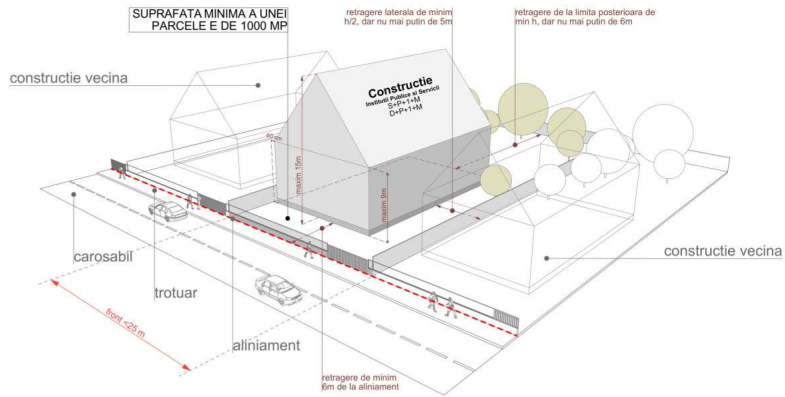 SUPRAFATA MINIMA A UNEI
PARCELE E DE 1000 MP
retragere laterala de minim
h/2, dar nu mai putin de 5m
retragere de la limita posterioara de
min h, dar nu mai putin de 6m
constructie vecina
Constructie
Institutii Publice si Servicii
S+P+1+M
D+P+1+M
60 cm
maxim 15m
maxim 9m
constructie vecina
carosabil
trotuar
front <25 m
aliniament
retragere de minim
6m de la aliniament